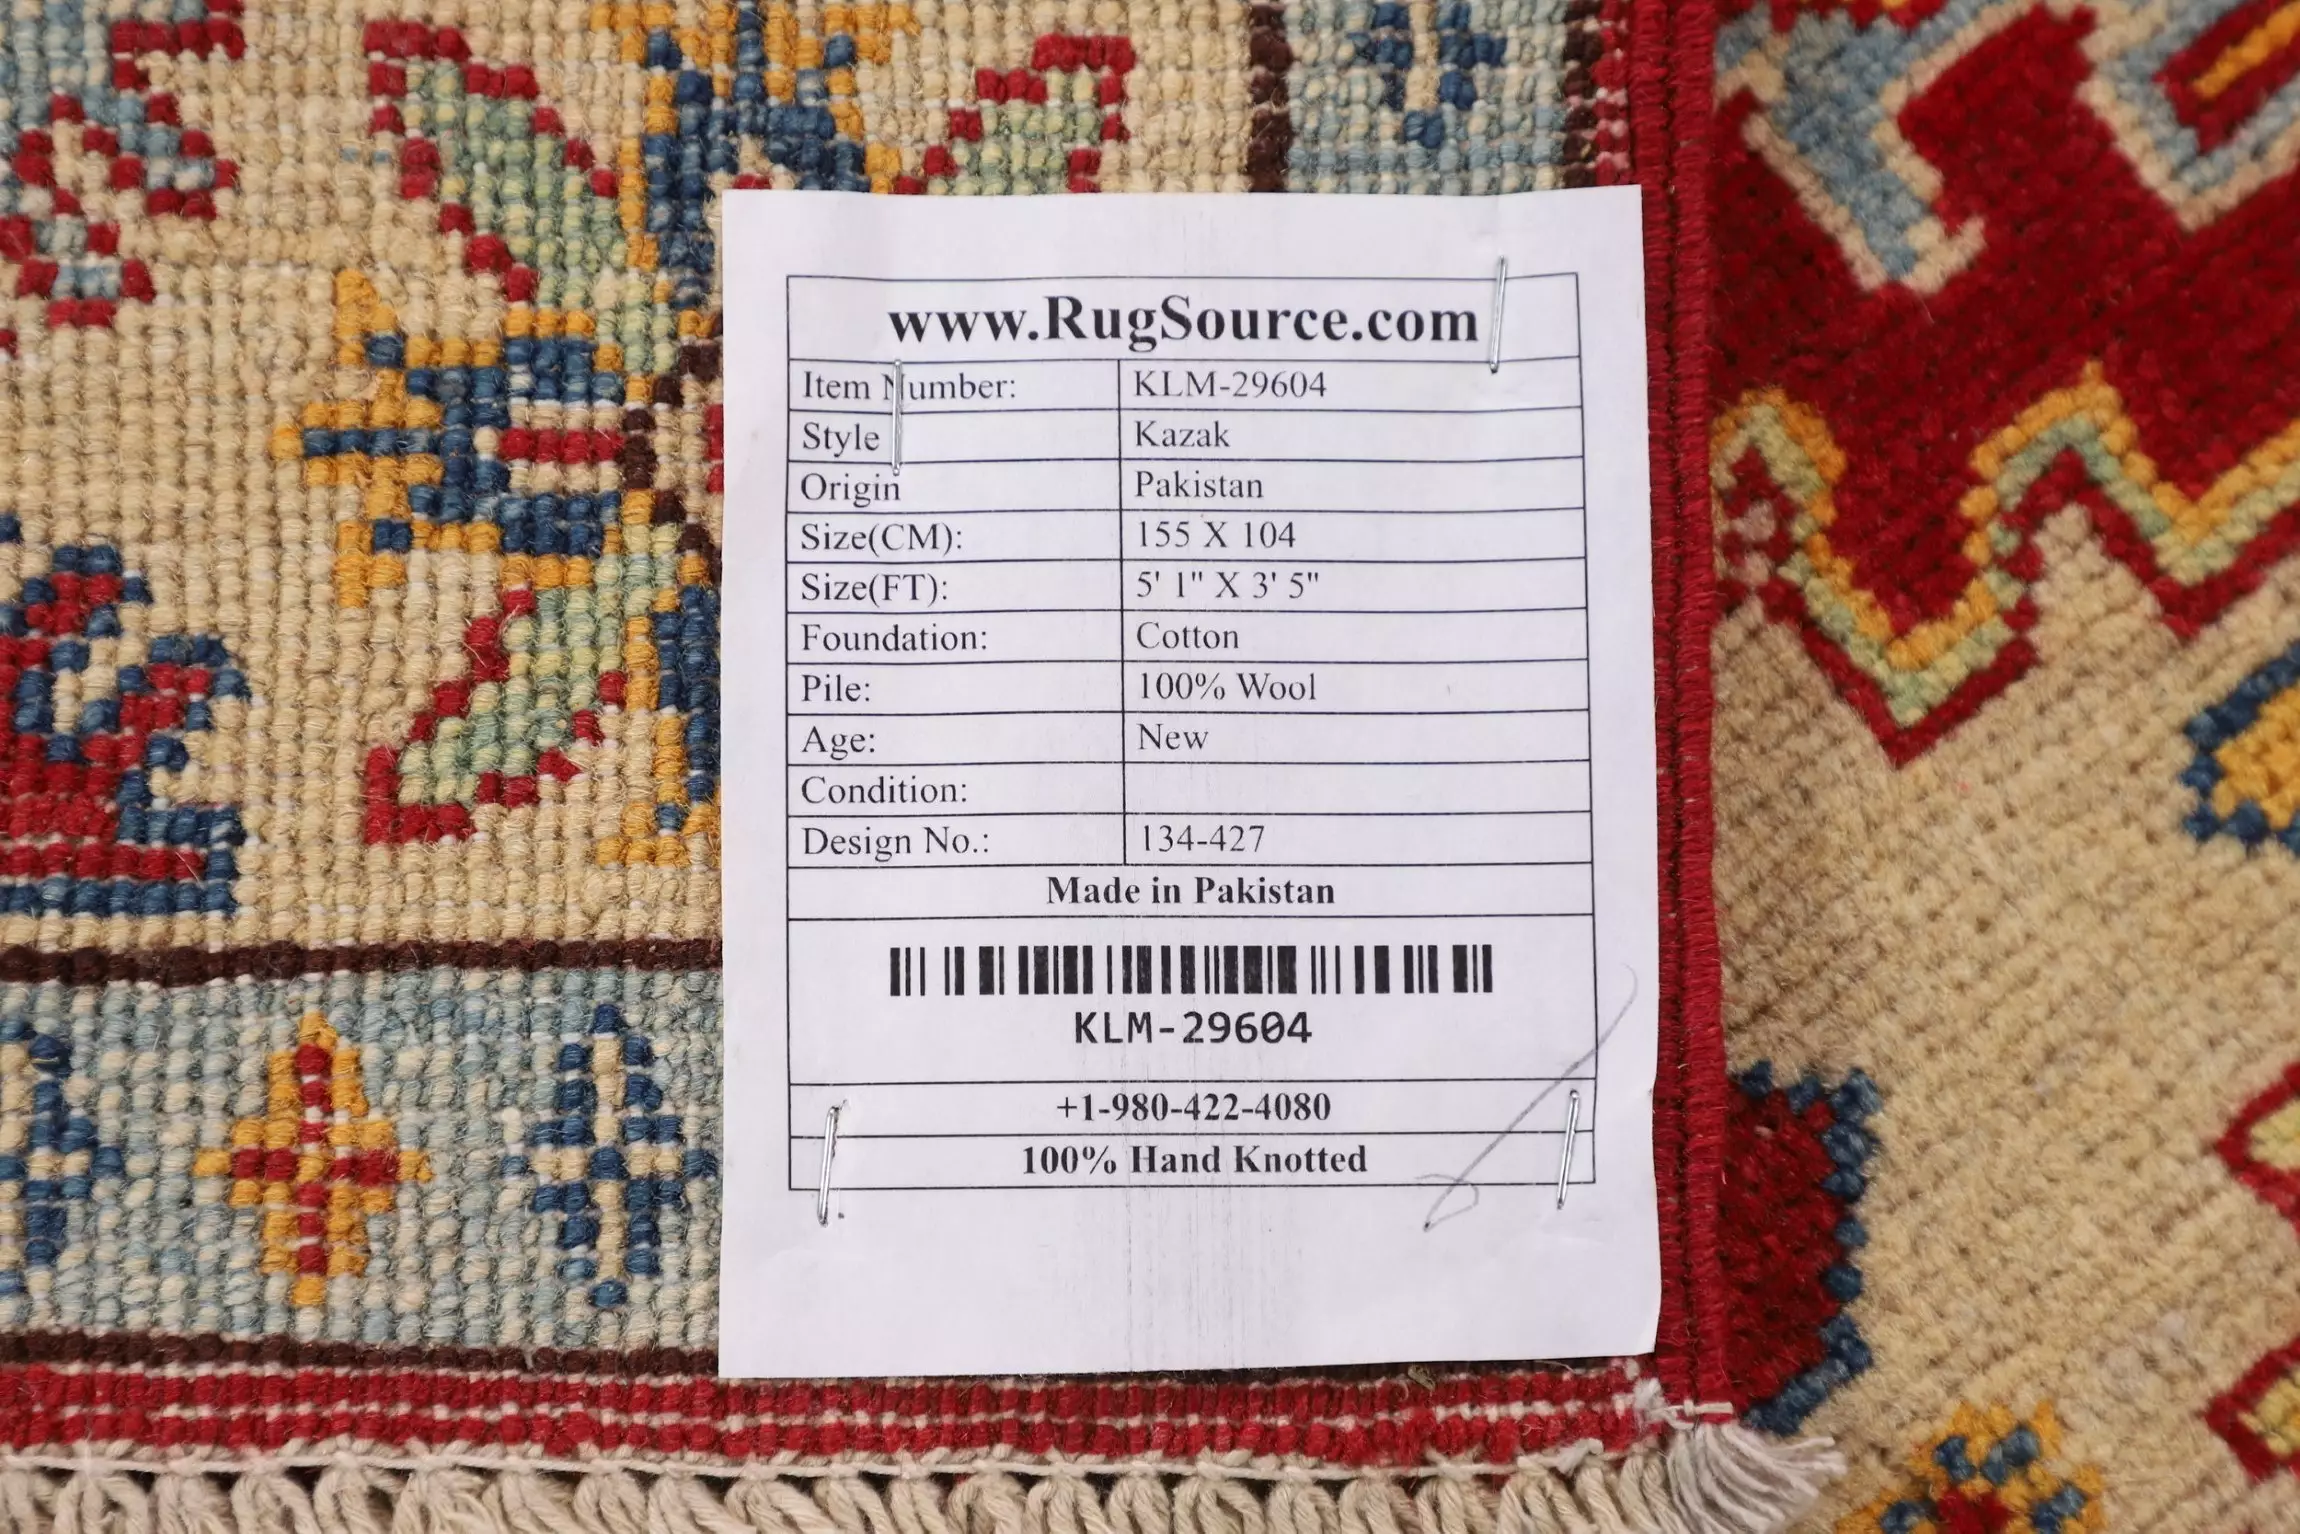 www.RugSource.com
Item Number: KLM-29604
Style Kazak
Origin Pakistan
Size(CM): 155 X 104
Size(FT): 5' 1" X 3' 5"
Foundation: Cotton
Pile: 100% Wool
Age: New
Condition:
Design No.: 134-427
Made in Pakistan
KLM-29604
+1-980-422-4080
100% Hand Knotted